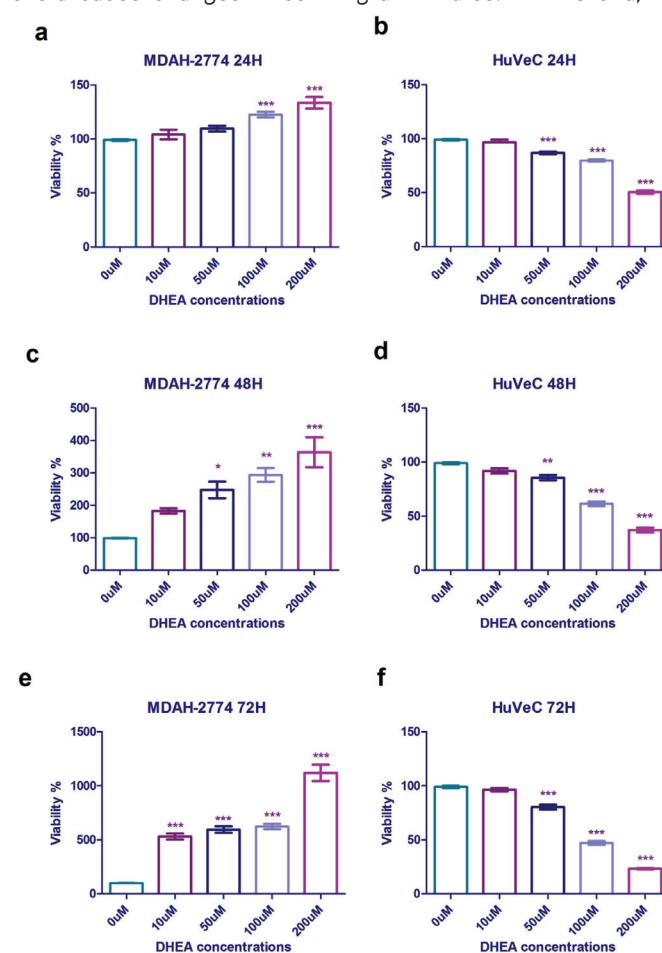 a
MDAH-2774 24H
150
100
50
0
Viability %
***
***
0uM
10uM
50uM
100uM
200uM
DHEA concentrations
b
HuVeC 24H
150
100
50
0
Viability %
***
***
***
0uM
10uM
50uM
100uM
200uM
DHEA concentrations
c
MDAH-2774 48H
500
400
300
200
100
0
Viability %
*
**
***
0uM
10uM
50uM
100uM
200uM
DHEA concentrations
d
HuVeC 48H
150
100
50
0
Viability %
**
***
***
0uM
10uM
50uM
100uM
200uM
DHEA concentrations
e
MDAH-2774 72H
1500
1000
500
0
Viability %
***
***
***
***
0uM
10uM
50uM
100uM
200uM
DHEA concentrations
f
HuVeC 72H
150
100
50
0
Viability %
***
***
***
0uM
10uM
50uM
100uM
200uM
DHEA concentrations